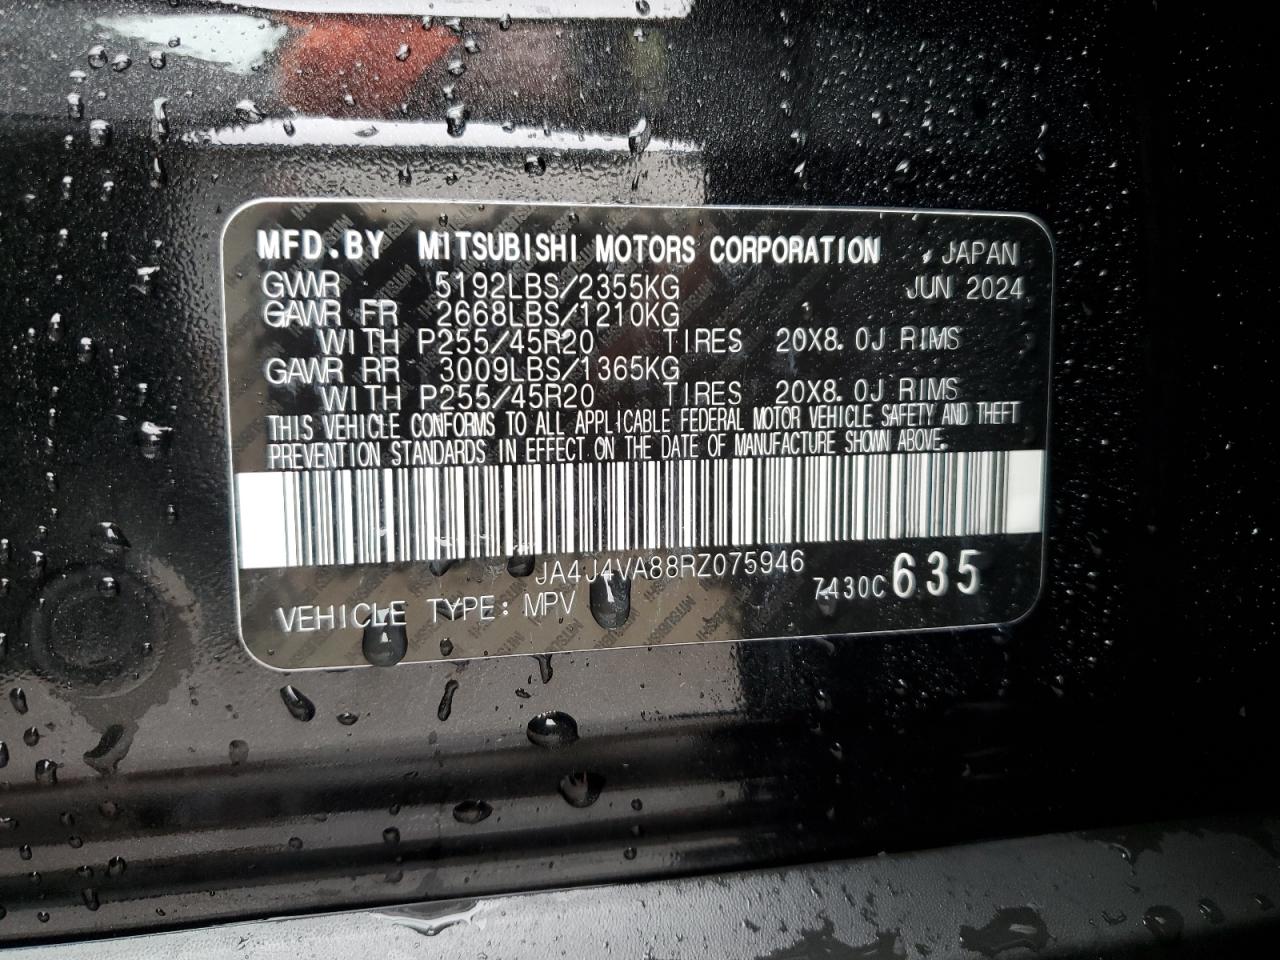 MFD.BY MITSUBISHI MOTORS CORPORATION JAPAN
GVWR 5192LBS/2355KG JUN 2024
GAWR FR 2668LBS/1210KG
WITH P255/45R20 TIRES 20X8.0J RIMS
GAWR RR 3009LBS/1365KG
WITH P255/45R20 TIRES 20X8.0J RIMS
THIS VEHICLE CONFORMS TO ALL APPLICABLE FEDERAL MOTOR VEHICLE SAFETY AND THEFT
PREVENTION STANDARDS IN EFFECT ON THE DATE OF MANUFACTURE SHOWN ABOVE.
JA4J4VA88RZ075946
VEHICLE TYPE: MPV 7430C 635